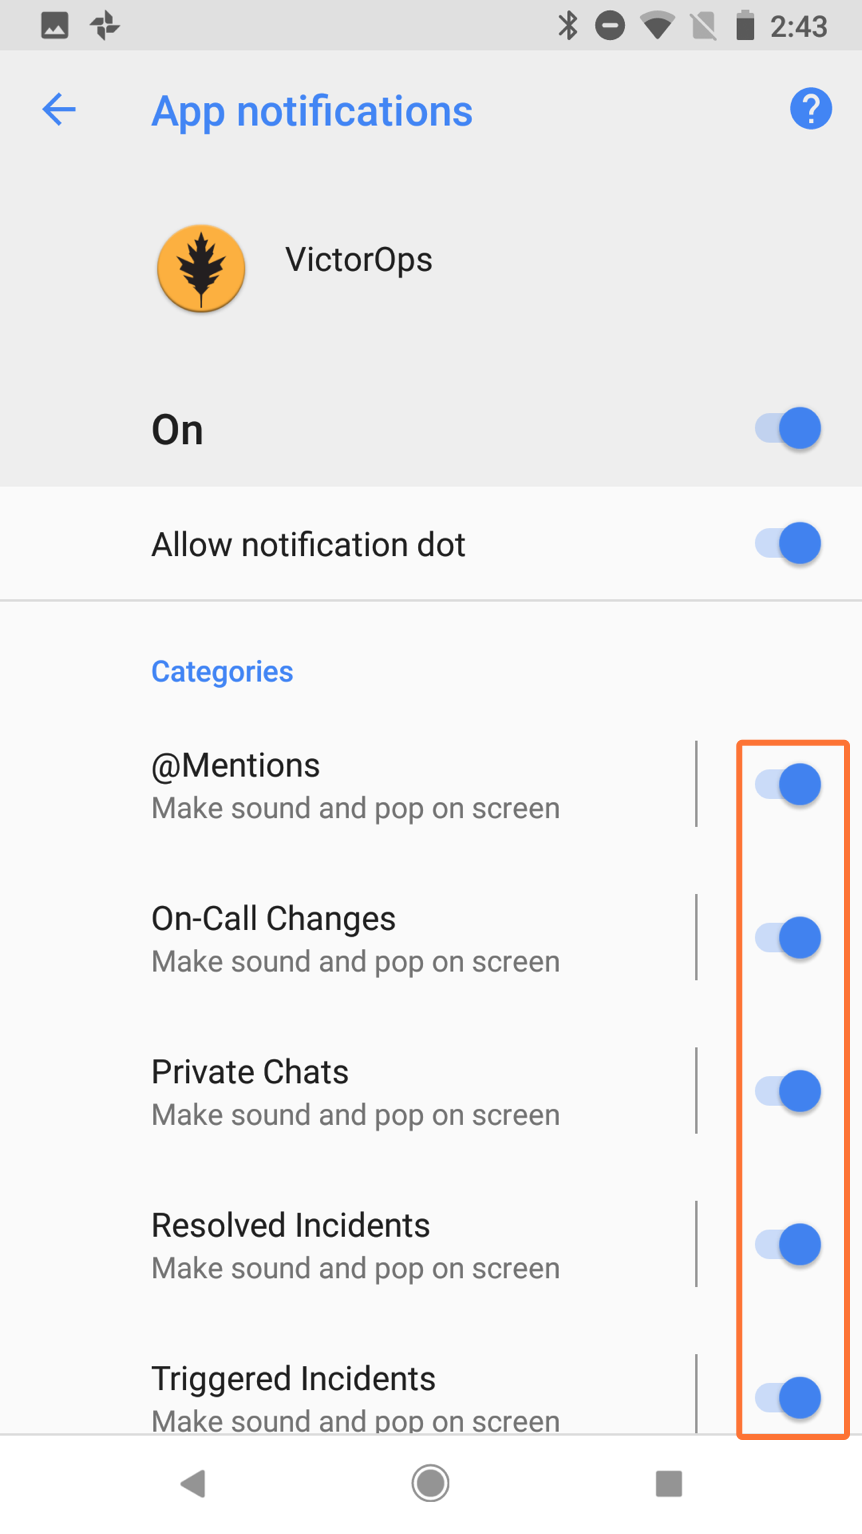 2:43
App notifications
?
VictorOps
On
Allow notification dot
Categories
@Mentions
Make sound and pop on screen
On-Call Changes
Make sound and pop on screen
Private Chats
Make sound and pop on screen
Resolved Incidents
Make sound and pop on screen
Triggered Incidents
Make sound and pop on screen